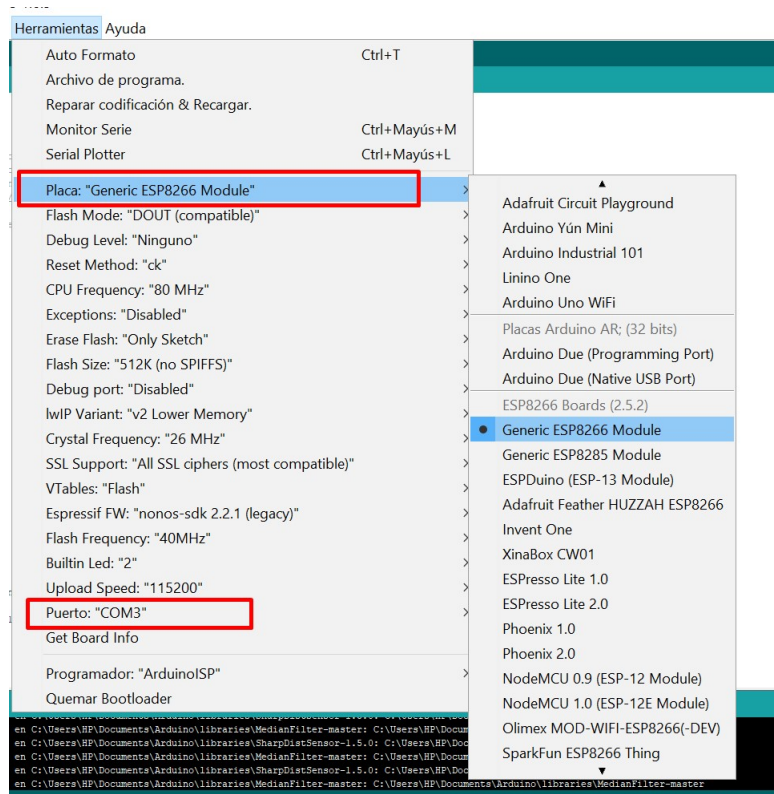 Herramientas Ayuda
Auto Formato Ctrl+T
Archivo de programa.
Reparar codificación & Recargar.
Monitor Serie Ctrl+Mayús+M
Serial Plotter Ctrl+Mayús+L
Placa: "Generic ESP8266 Module"
Flash Mode: "DOUT (compatible)"
Debug Level: "Ninguno"
Reset Method: "ck"
CPU Frequency: "80 MHz"
Exceptions: "Disabled"
Erase Flash: "Only Sketch"
Flash Size: "512K (no SPIFFS)"
Debug port: "Disabled"
lwIP Variant: "v2 Lower Memory"
Crystal Frequency: "26 MHz"
SSL Support: "All SSL ciphers (most compatible)"
VTables: "Flash"
Espressif FW: "nonos-sdk 2.2.1 (legacy)"
Flash Frequency: "40MHz"
Builtin Led: "2"
Upload Speed: "115200"
Puerto: "COM3"
Get Board Info
Programador: "ArduinoISP"
Quemar Bootloader
Adafruit Circuit Playground
Arduino Yún Mini
Arduino Industrial 101
Linino One
Arduino Uno WiFi
Placas Arduino AR; (32 bits)
Arduino Due (Programming Port)
Arduino Due (Native USB Port)
ESP8266 Boards (2.5.2)
Generic ESP8266 Module
Generic ESP8285 Module
ESPDuino (ESP-13 Module)
Adafruit Feather HUZZAH ESP8266
Invent One
XinaBox CW01
ESPresso Lite 1.0
ESPresso Lite 2.0
Phoenix 1.0
Phoenix 2.0
NodeMCU 0.9 (ESP-12 Module)
NodeMCU 1.0 (ESP-12E Module)
Olimex MOD-WIFI-ESP8266(-DEV)
SparkFun ESP8266 Thing
en C:\Users\HP\Documents\Arduino\libraries\MedianFilter-master: C:\Users\HP\Docum
en C:\Users\HP\Documents\Arduino\libraries\SharpDistSensor-1.5.0: C:\Users\HP\Doc
en C:\Users\HP\Documents\Arduino\libraries\MedianFilter-master: C:\Users\HP\Docum
en C:\Users\HP\Documents\Arduino\libraries\SharpDistSensor-1.5.0: C:\Users\HP\Doc
en C:\Users\HP\Documents\Arduino\libraries\MedianFilter-master: C:\Users\HP\Documents\Arduino\libraries\MedianFilter-master